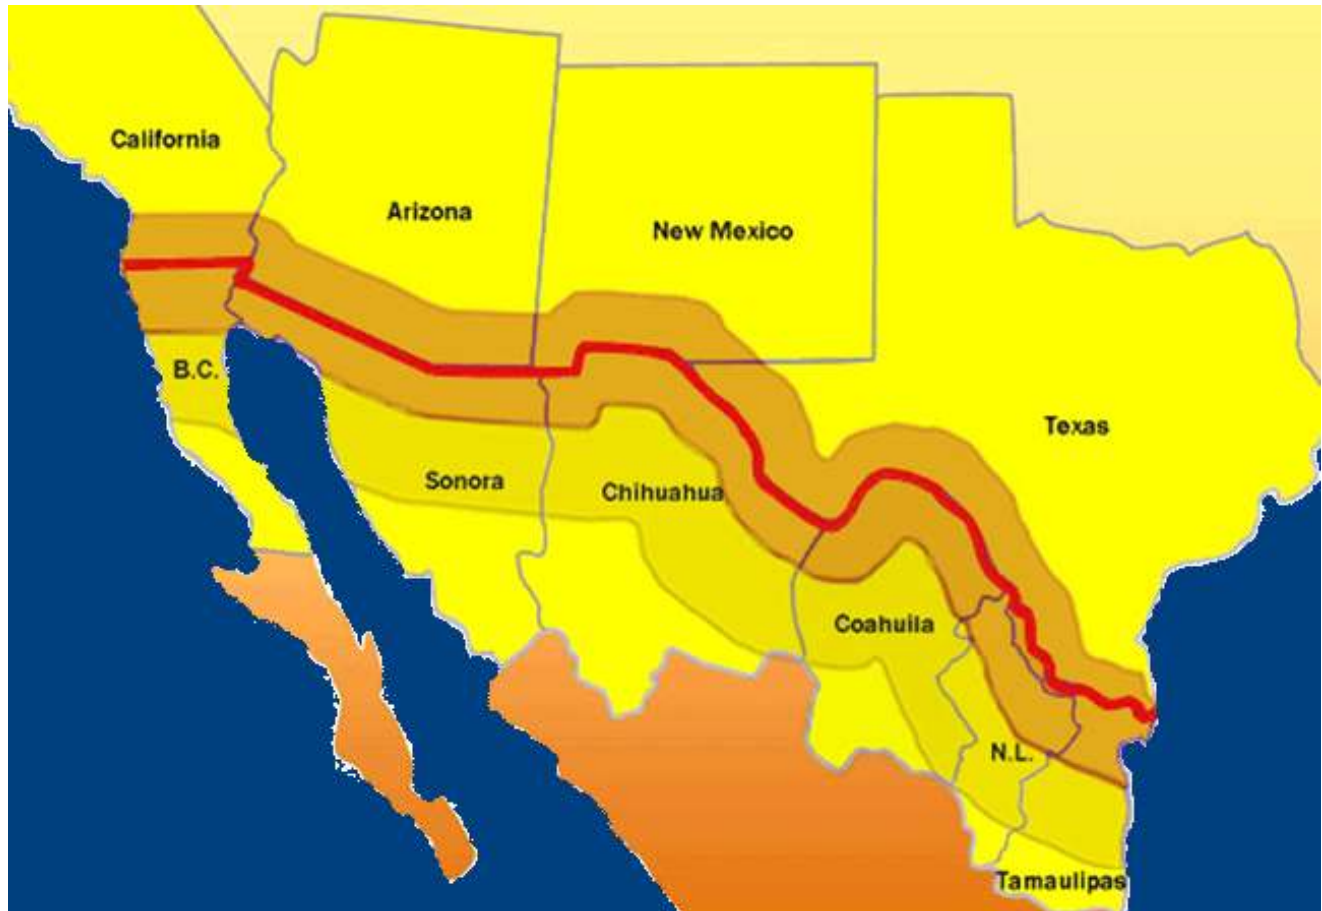 California
Arizona
New Mexico
B.C.
Texas
Sonora
Chihuahua
Coahuila
N.L.
Tamaulipas